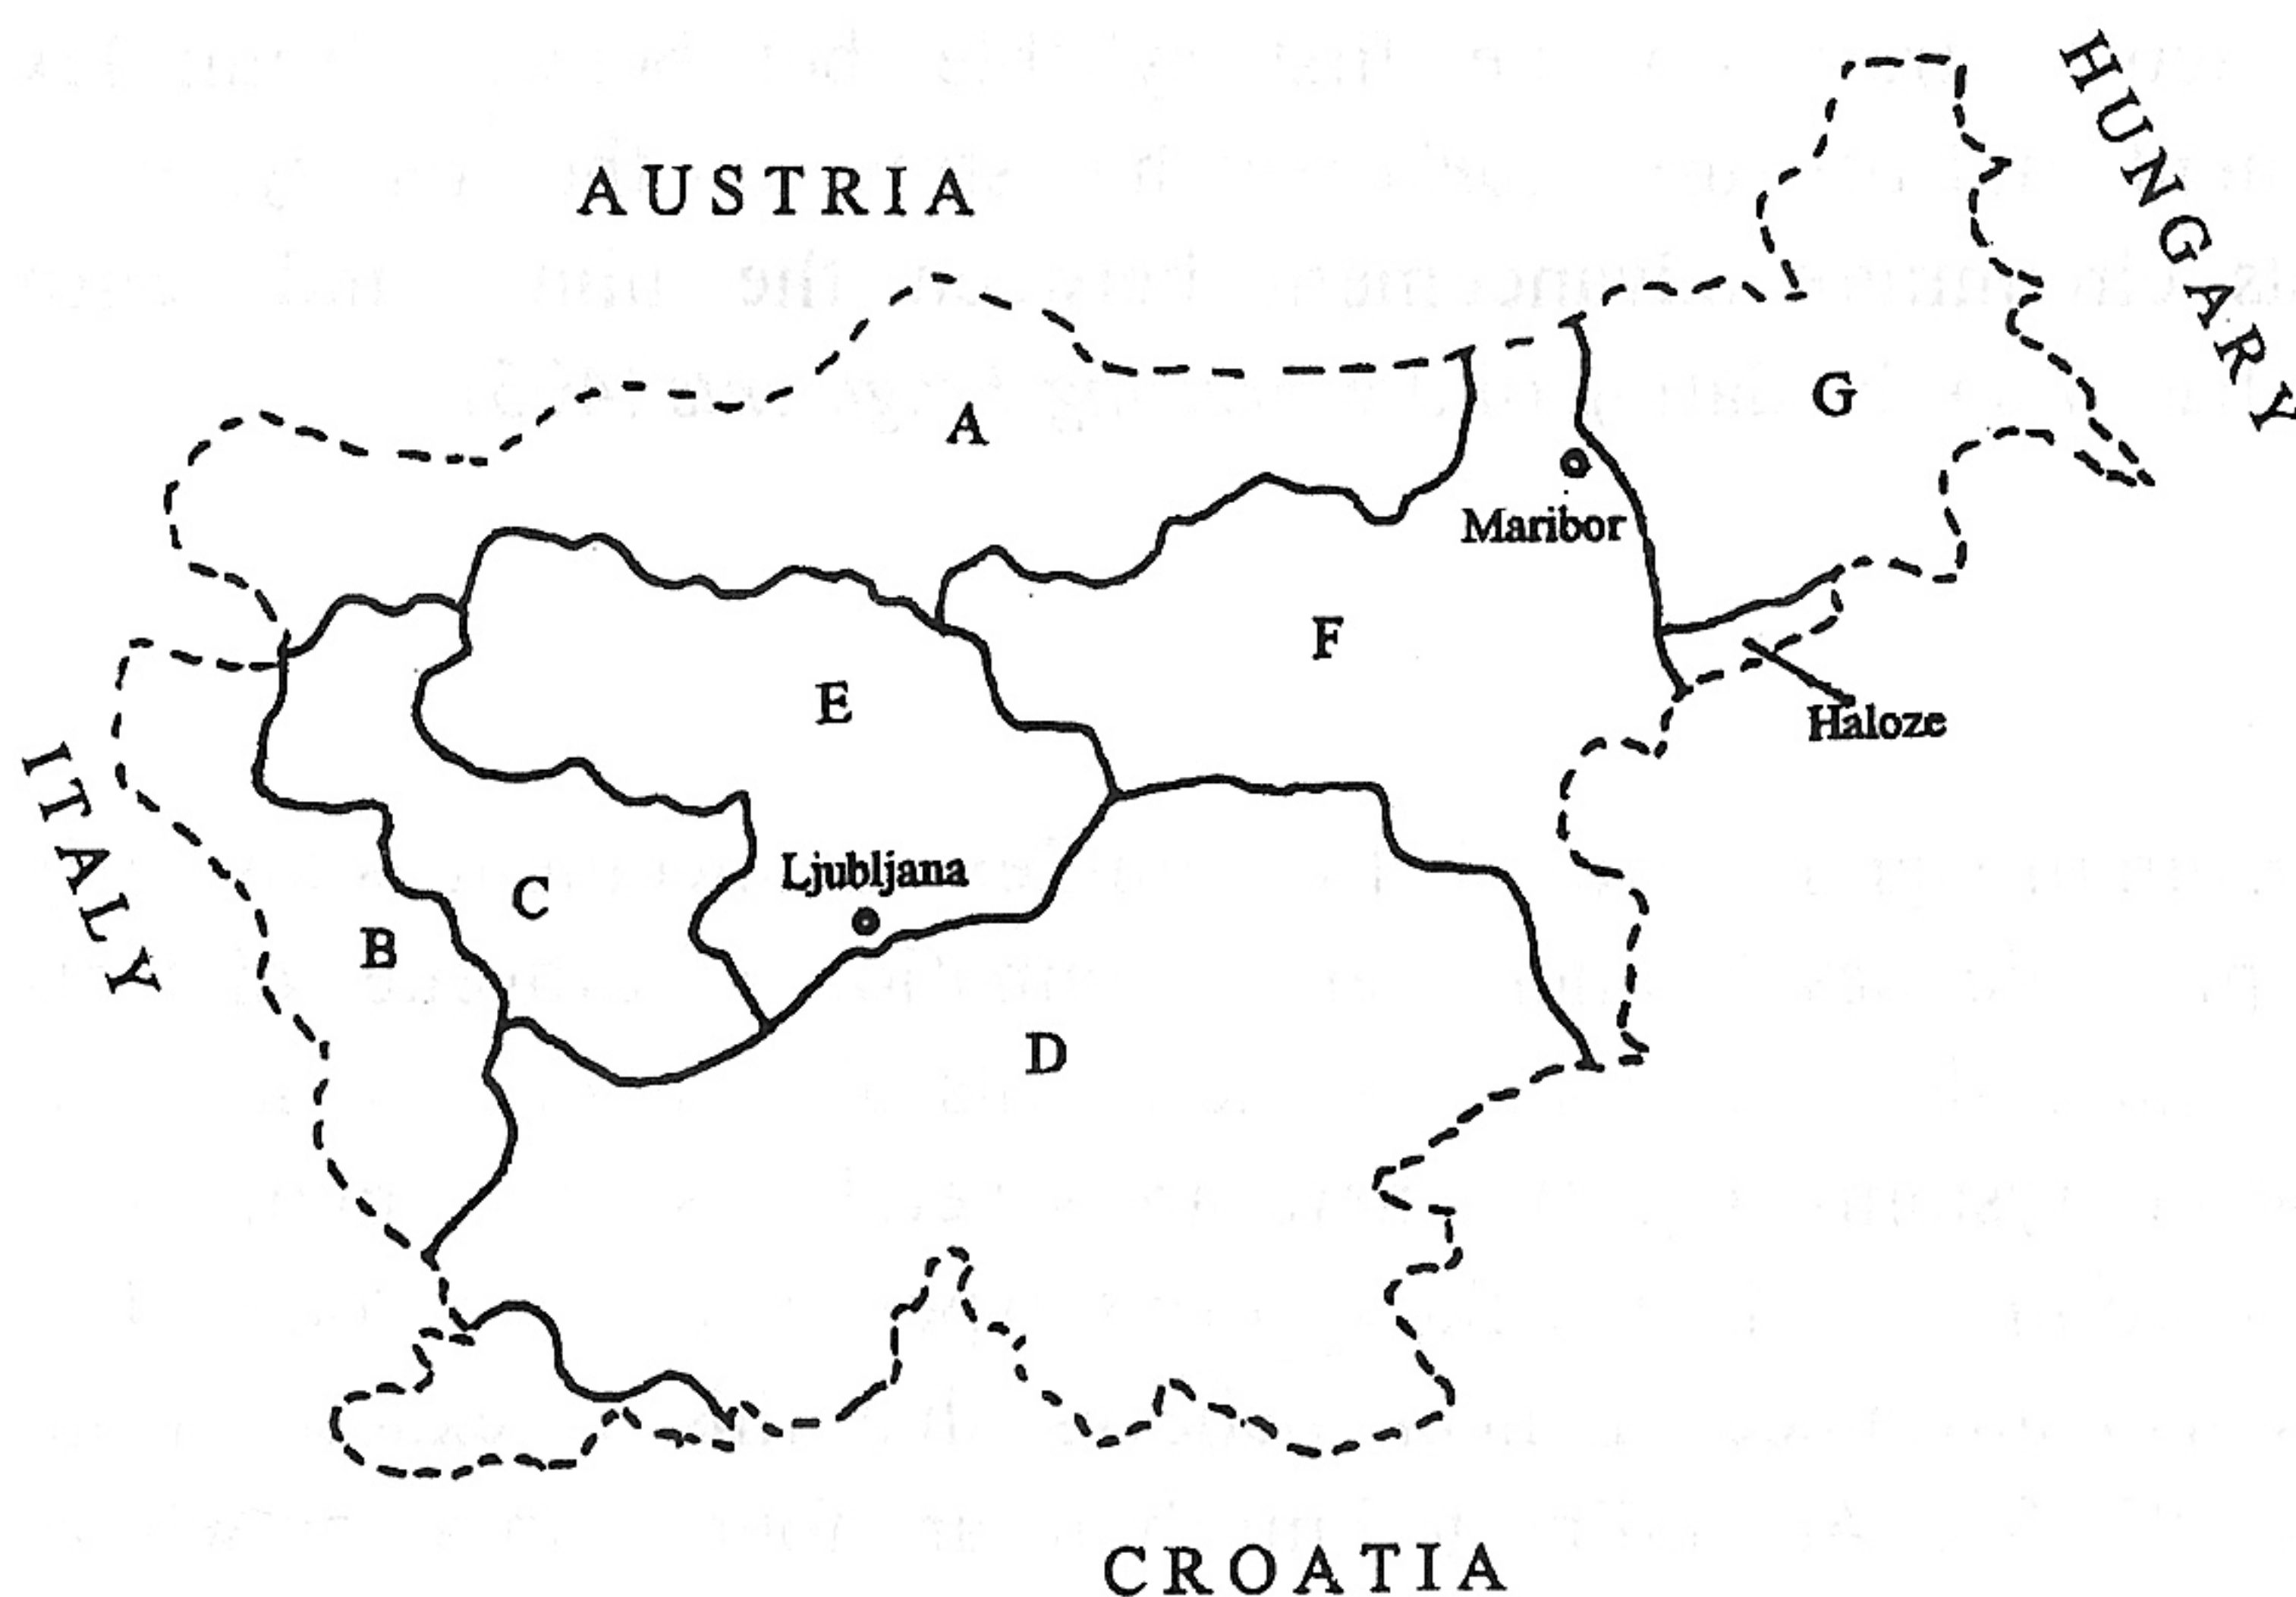 HUNGARY
AUSTRIA
A
G
Maribor
F
E
Haloze
ITALY
Ljubljana
C
B
D
CROATIA